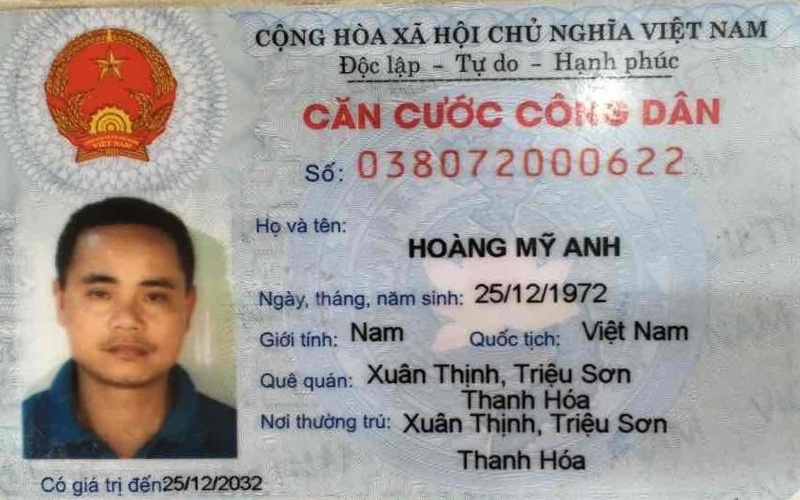 CỘNG HÒA XÃ HỘI CHỦ NGHĨA VIỆT NAM
Độc lập - Tự do - Hạnh phúc
CĂN CƯỚC CÔNG DÂN
Số: 038072000622
Họ và tên:
HOÀNG MỸ ANH
Ngày, tháng, năm sinh: 25/12/1972
Giới tính: Nam Quốc tịch: Việt Nam
Quê quán: Xuân Thịnh, Triệu Sơn
Thanh Hóa
Nơi thường trú: Xuân Thịnh, Triệu Sơn
Thanh Hóa
Có giá trị đến 25/12/2032
VIỆT NAM